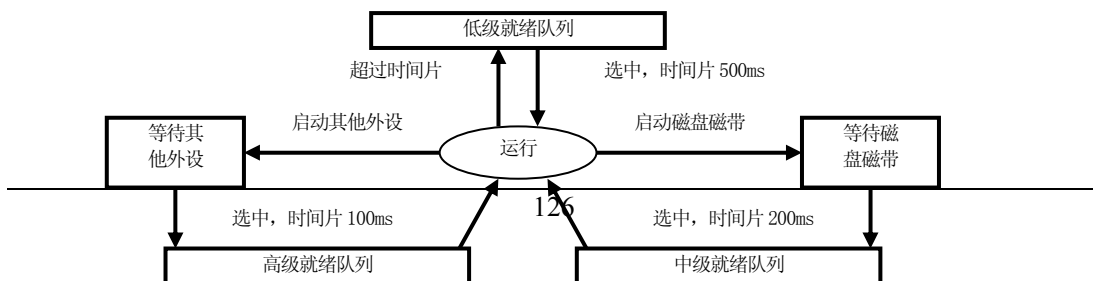 低级就绪队列
超过时间片
选中，时间片 500ms
等待其
他外设
启动其他外设
运行
启动磁盘磁带
等待磁
盘磁带
126
选中，时间片 100ms
选中，时间片 200ms
高级就绪队列
中级就绪队列